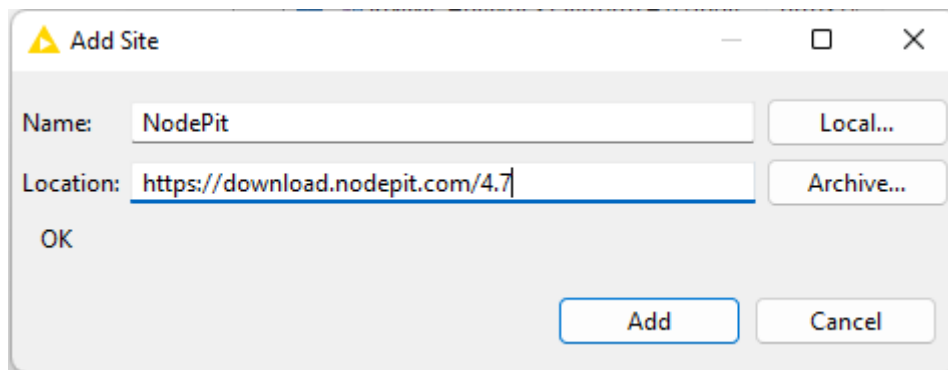 Add Site
Name: NodePit Local...
Location: https://download.nodepit.com/4.7 Archive...
OK
Add Cancel